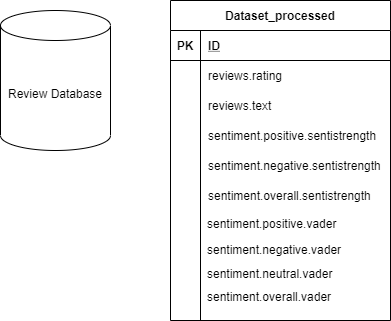 Review Database
Dataset_processed
PK ID
reviews.rating
reviews.text
sentiment.positive.sentistrength
sentiment.negative.sentistrength
sentiment.overall.sentistrength
sentiment.positive.vader
sentiment.negative.vader
sentiment.neutral.vader
sentiment.overall.vader